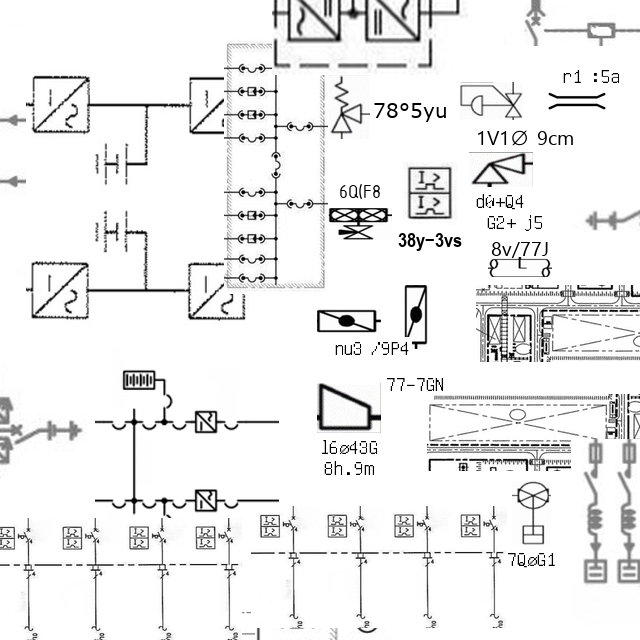 r1 :5a
78°5yu
1V1∅ 9cm
6Q(F8
d0+Q4
G2+ j5
38y-3vs
8v/77J
nu3 /9P4
77-7GN
l6ø43G
8h.9m
7QøG1